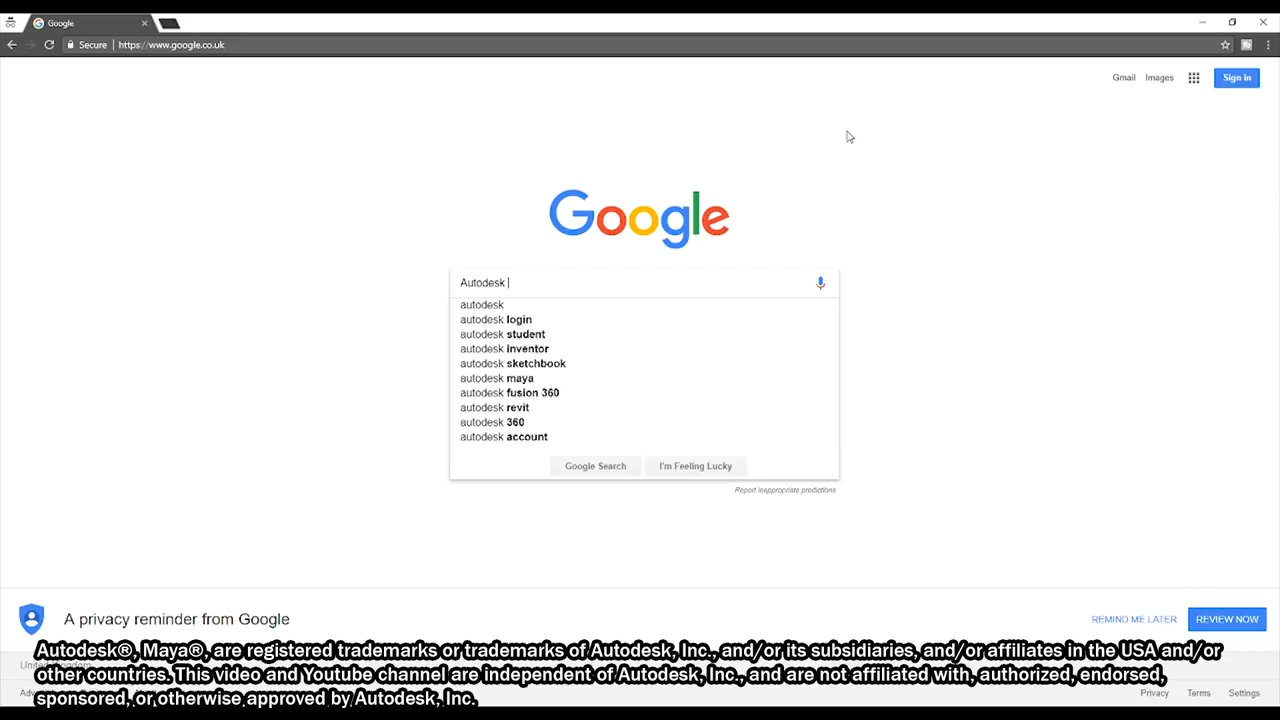 Google
Secure https://www.google.co.uk
Gmail Images Sign in
Google
Autodesk
autodesk
autodesk login
autodesk student
autodesk inventor
autodesk sketchbook
autodesk maya
autodesk fusion 360
autodesk revit
autodesk 360
autodesk account
Google Search I'm Feeling Lucky
Report inappropriate predictions
A privacy reminder from Google REMIND ME LATER REVIEW NOW
Autodesk®, Maya®, are registered trademarks or trademarks of Autodesk, Inc., and/or its subsidiaries, and/or affiliates in the USA and/or
other countries. This video and Youtube channel are independent of Autodesk, Inc., and are not affiliated with, authorized, endorsed,
sponsored, or otherwise approved by Autodesk, Inc.
Privacy Terms Settings